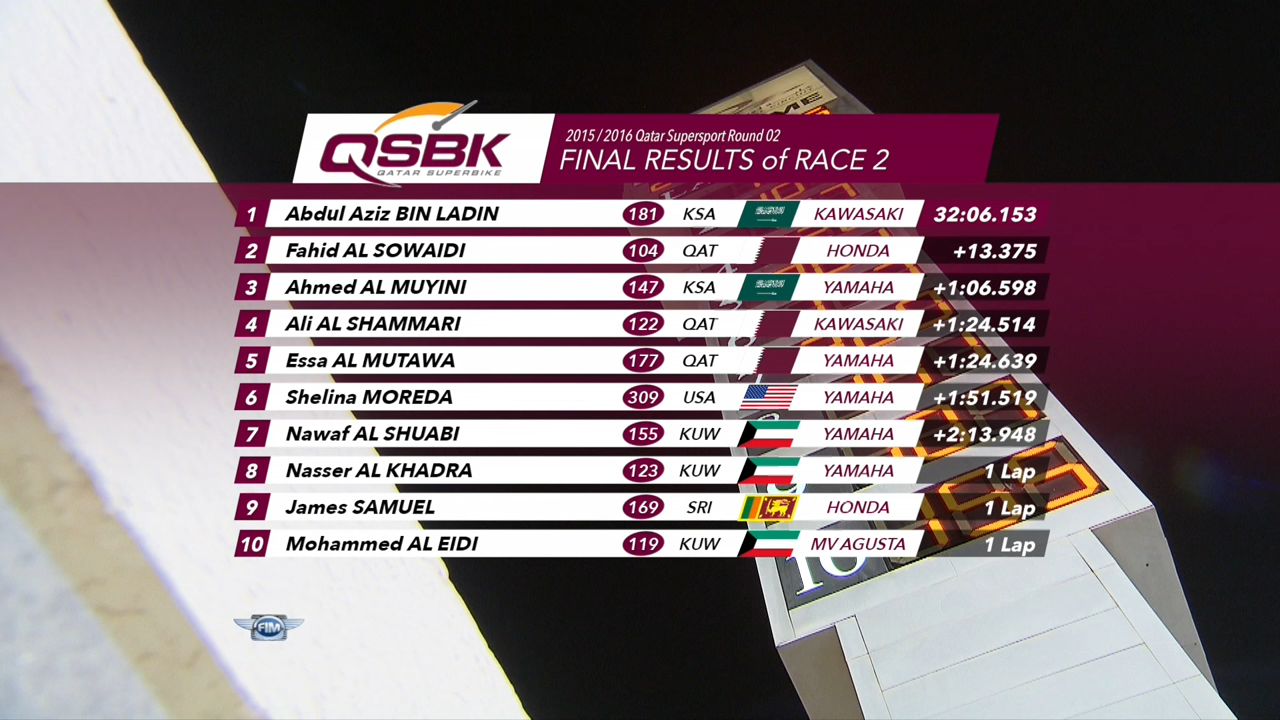 QSBK
QATAR SUPERBIKE
2015 / 2016 Qatar Supersport Round 02
FINAL RESULTS of RACE 2
1 Abdul Aziz BIN LADIN 181 KSA KAWASAKI 32:06.153
2 Fahid AL SOWAIDI 104 QAT HONDA +13.375
3 Ahmed AL MUYINI 147 KSA YAMAHA +1:06.598
4 Ali AL SHAMMARI 122 QAT KAWASAKI +1:24.514
5 Essa AL MUTAWA 177 QAT YAMAHA +1:24.639
6 Shelina MOREDA 309 USA YAMAHA +1:51.519
7 Nawaf AL SHUABI 155 KUW YAMAHA +2:13.948
8 Nasser AL KHADRA 123 KUW YAMAHA 1 Lap
9 James SAMUEL 169 SRI HONDA 1 Lap
10 Mohammed AL EIDI 119 KUW MV AGUSTA 1 Lap
10
FIM